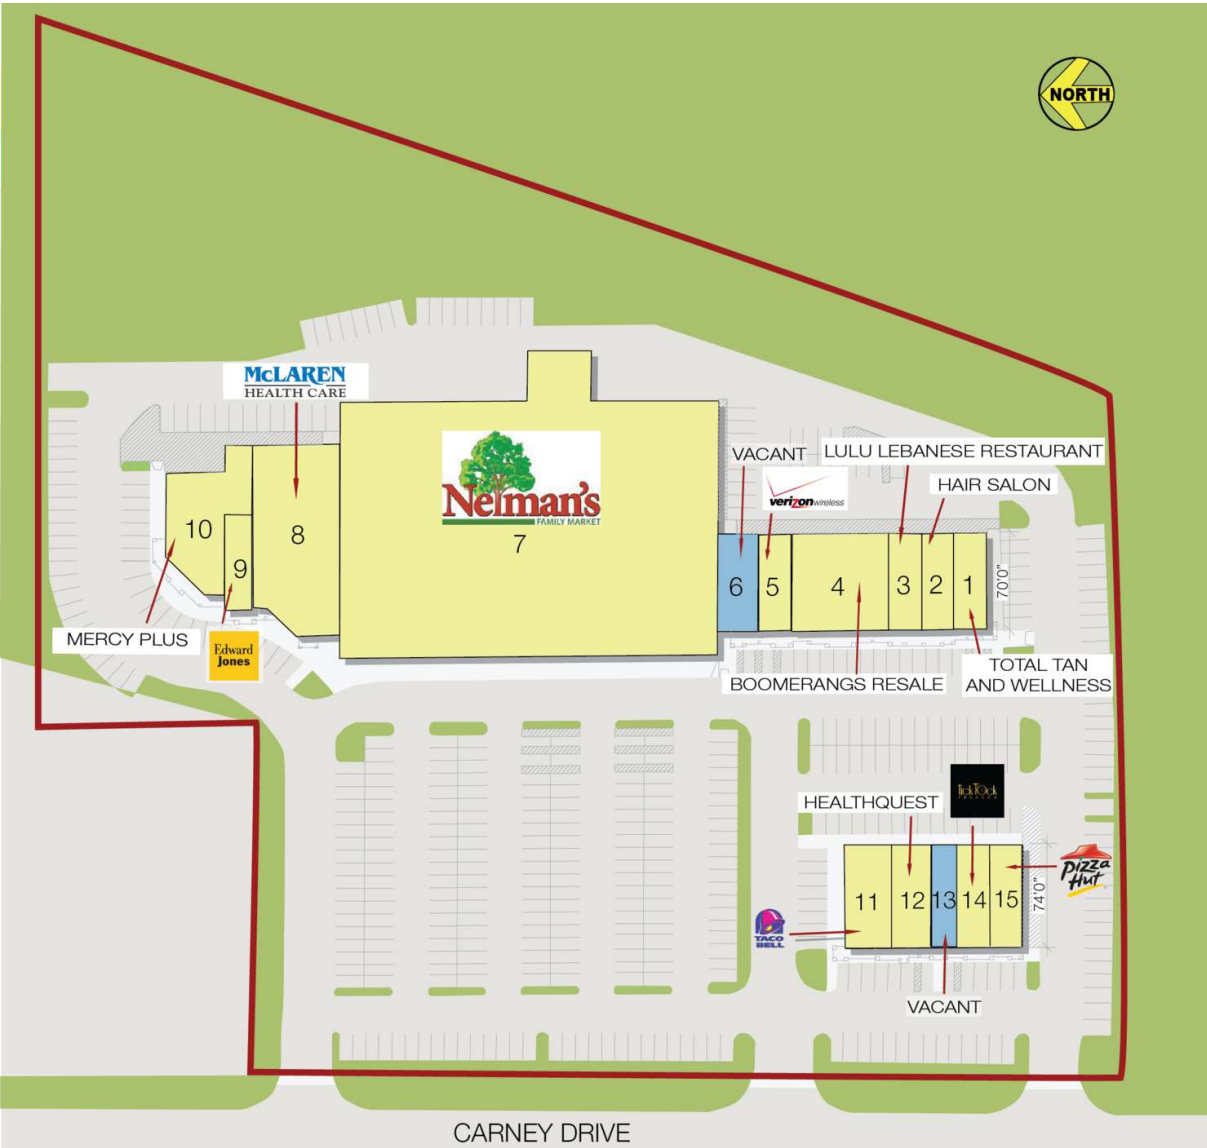 NORTH
McLAREN
HEALTH CARE
Neiman's
FAMILY MARKET
7
VACANT
LULU LEBANESE RESTAURANT
verizonwireless
HAIR SALON
10
9
8
6
5
4
3
2
1
70'0"
MERCY PLUS
Edward
Jones
BOOMERANGS RESALE
TOTAL TAN
AND WELLNESS
HEALTHQUEST
TickTOck
Pizza
Hut
11
12
13
14
15
74'0"
TACO
BELL
VACANT
CARNEY DRIVE